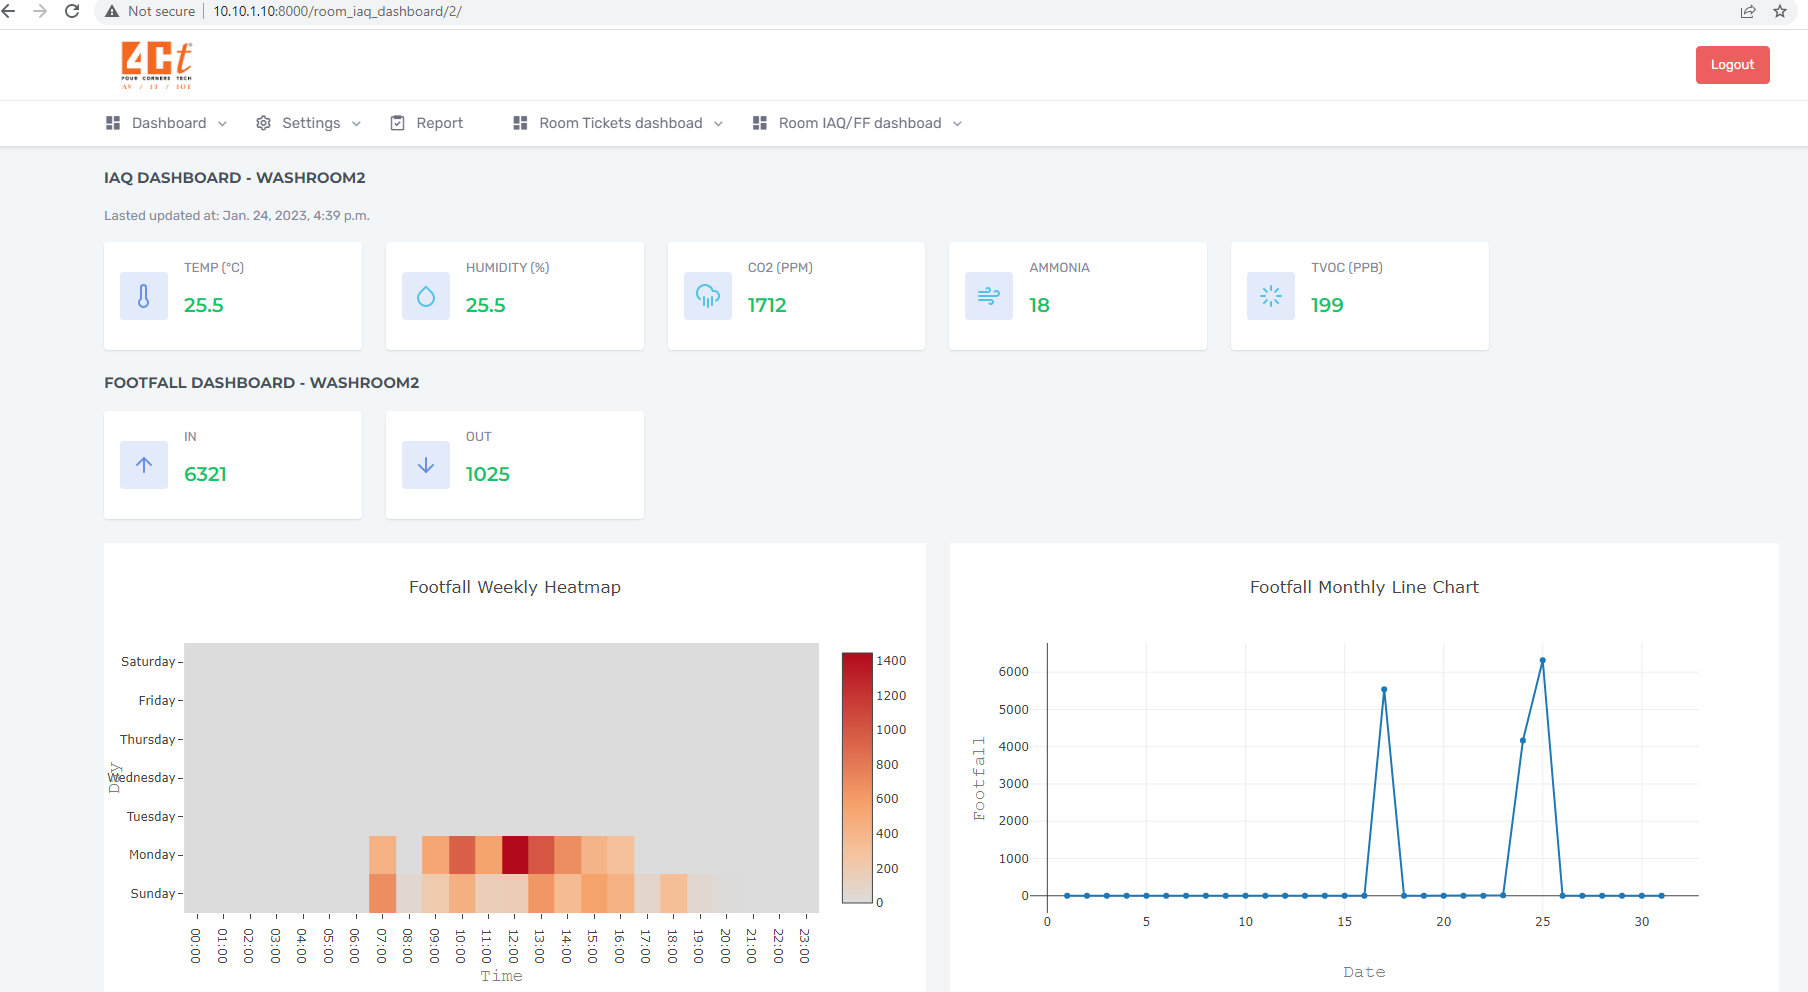 Not secure | 10.10.1.10:8000/room_iaq_dashboard/2/
4Ct
FOUR CORNERS TECH
AV / IT / IOT
Logout
Dashboard Settings Report Room Tickets dashboad Room IAQ/FF dashboad
IAQ DASHBOARD - WASHROOM2
Lasted updated at: Jan. 24, 2023, 4:39 p.m.
TEMP (°C)
25.5
HUMIDITY (%)
25.5
CO2 (PPM)
1712
AMMONIA
18
TVOC (PPB)
199
FOOTFALL DASHBOARD - WASHROOM2
IN
6321
OUT
1025
Footfall Weekly Heatmap
Day
Saturday
Friday
Thursday
Wednesday
Tuesday
Monday
Sunday
00:00 01:00 02:00 03:00 04:00 05:00 06:00 07:00 08:00 09:00 10:00 11:00 12:00 13:00 14:00 15:00 16:00 17:00 18:00 19:00 20:00 21:00 22:00 23:00
Time
1400
1200
1000
800
600
400
200
0
Footfall Monthly Line Chart
Footfall
6000
5000
4000
3000
2000
1000
0
0 5 10 15 20 25 30
Date